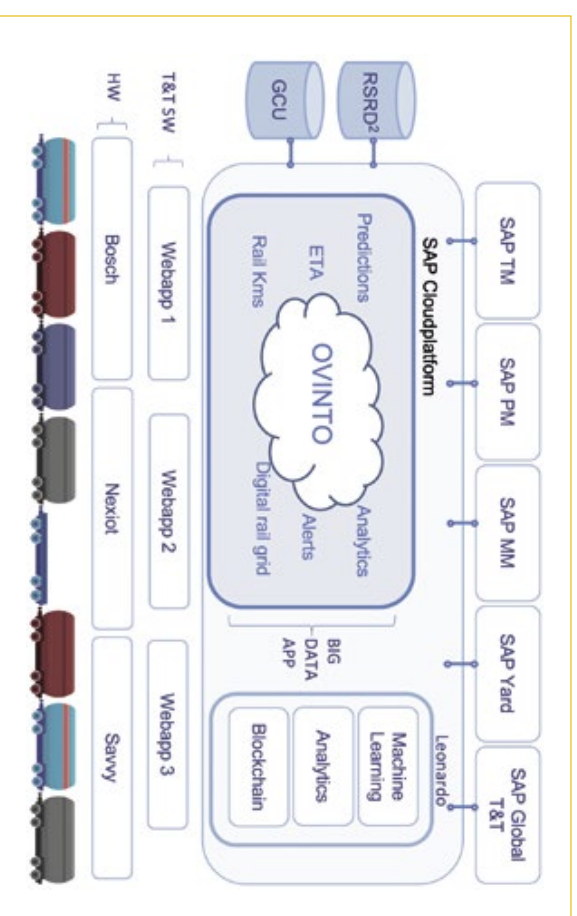 SAP TM
SAP PM
SAP MM
SAP Yard
SAP Global
T&T
RSRD²
GCU
SAP Cloudplatform
Predictions
ETA
Rail Kms
OVINTO
Analytics
Alerts
Digital rail grid
BIG
DATA
APP
Leonardo
Machine
Learning
Analytics
Blockchain
T&T SW
Webapp 1
Webapp 2
Webapp 3
HW
Bosch
Nexiot
Savvy